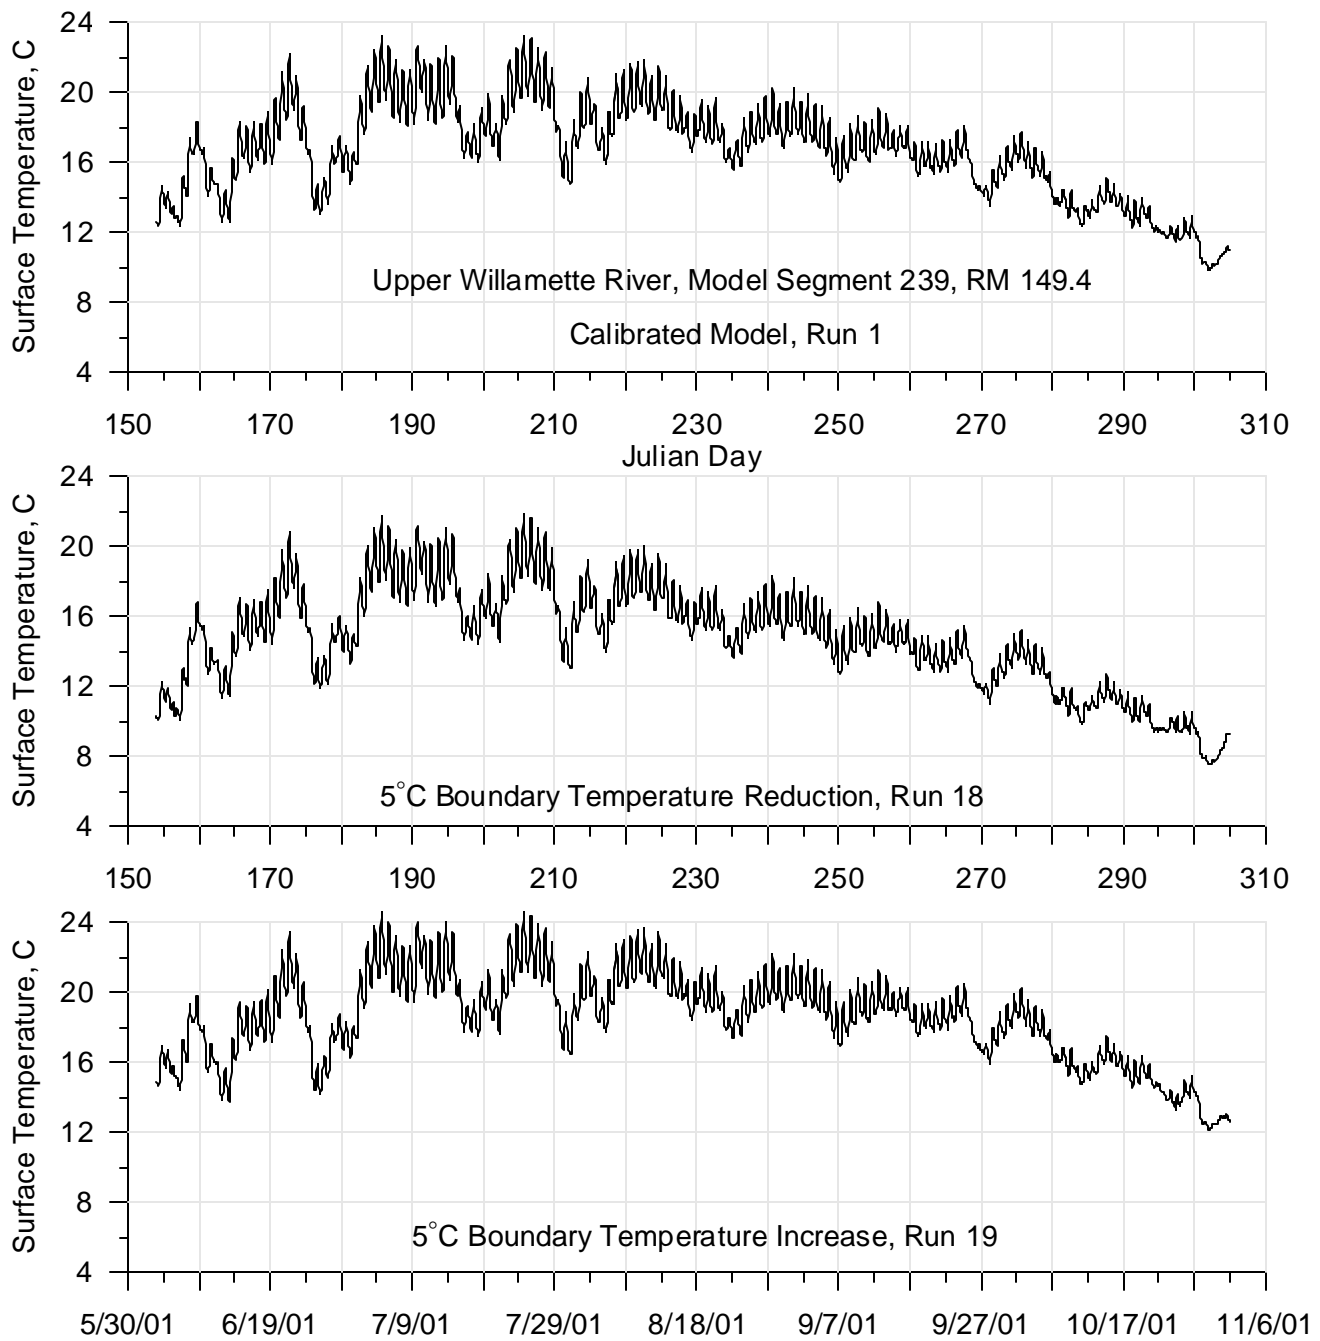 Surface Temperature, C
24
20
16
12
8
4
Upper Willamette River, Model Segment 239, RM 149.4
Calibrated Model, Run 1
150 170 190 210 230 250 270 290 310
Julian Day
Surface Temperature, C
24
20
16
12
8
4
5°C Boundary Temperature Reduction, Run 18
150 170 190 210 230 250 270 290 310
Surface Temperature, C
24
20
16
12
8
4
5°C Boundary Temperature Increase, Run 19
5/30/01 6/19/01 7/9/01 7/29/01 8/18/01 9/7/01 9/27/01 10/17/01 11/6/01